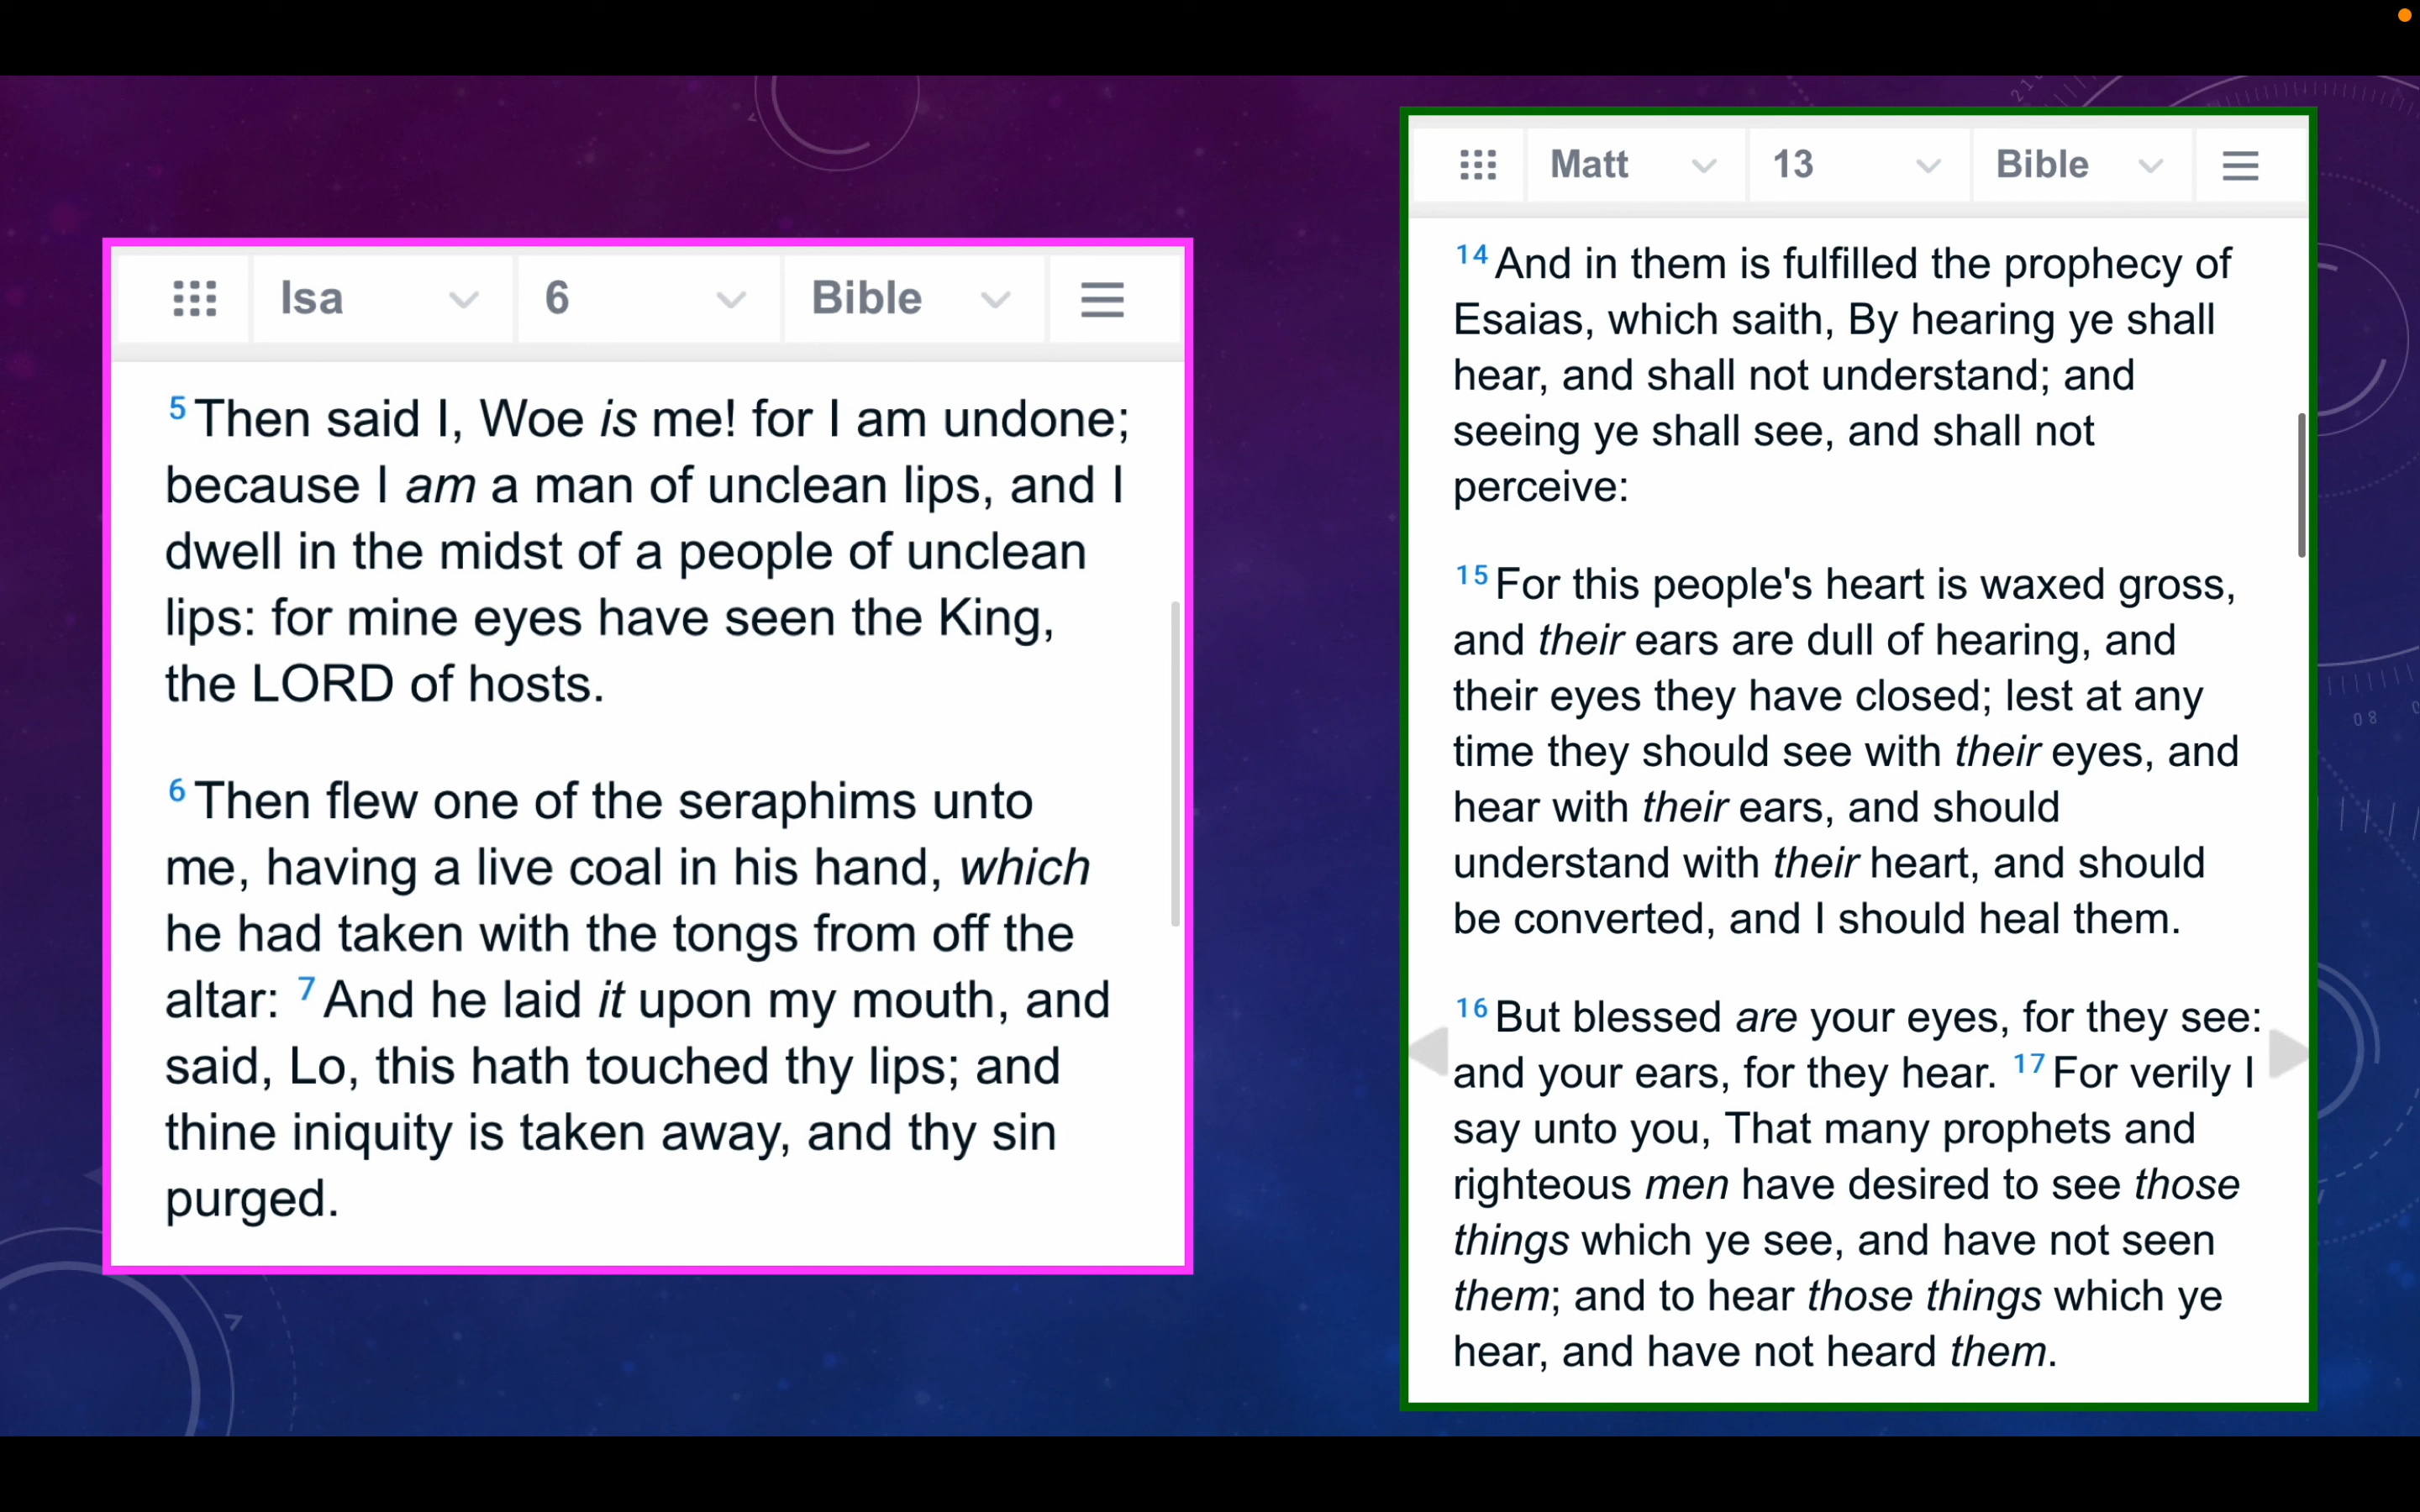 Isa 6 Bible
5 Then said I, Woe is me! for I am undone;
because I am a man of unclean lips, and I
dwell in the midst of a people of unclean
lips: for mine eyes have seen the King,
the LORD of hosts.
6 Then flew one of the seraphims unto
me, having a live coal in his hand, which
he had taken with the tongs from off the
altar: 7 And he laid it upon my mouth, and
said, Lo, this hath touched thy lips; and
thine iniquity is taken away, and thy sin
purged.
Matt 13 Bible
14 And in them is fulfilled the prophecy of
Esaias, which saith, By hearing ye shall
hear, and shall not understand; and
seeing ye shall see, and shall not
perceive:
15 For this people's heart is waxed gross,
and their ears are dull of hearing, and
their eyes they have closed; lest at any
time they should see with their eyes, and
hear with their ears, and should
understand with their heart, and should
be converted, and I should heal them.
16 But blessed are your eyes, for they see:
and your ears, for they hear. 17 For verily I
say unto you, That many prophets and
righteous men have desired to see those
things which ye see, and have not seen
them; and to hear those things which ye
hear, and have not heard them.